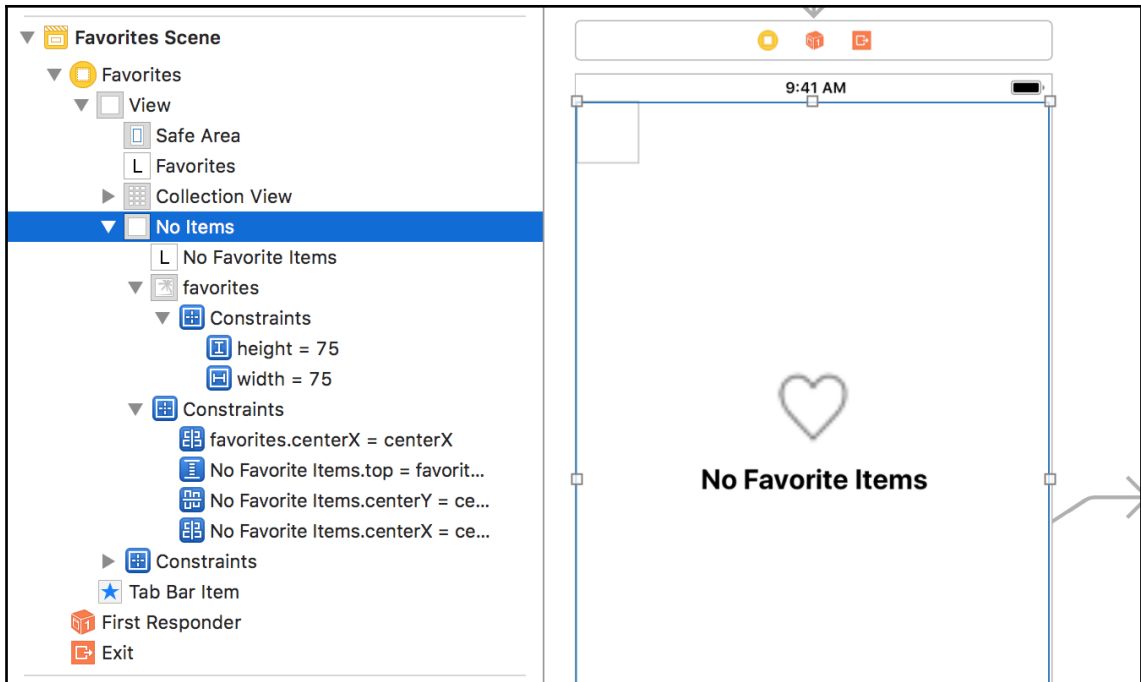 Favorites Scene
Favorites
View
Safe Area
L Favorites
Collection View
No Items
L No Favorite Items
favorites
Constraints
height = 75
width = 75
Constraints
favorites.centerX = centerX
No Favorite Items.top = favorit...
No Favorite Items.centerY = ce...
No Favorite Items.centerX = ce...
Constraints
Tab Bar Item
First Responder
Exit
9:41 AM
No Favorite Items